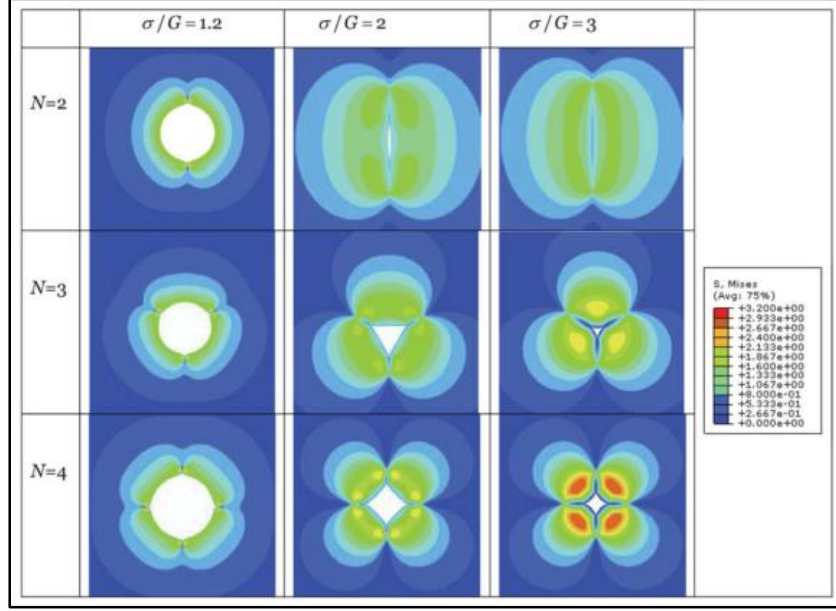 σ/G=1.2 σ/G=2 σ/G=3
N=2
N=3
N=4
S, Mises
(Avg: 75%)
+3.200e+00
+2.933e+00
+2.667e+00
+2.400e+00
+2.133e+00
+1.867e+00
+1.600e+00
+1.333e+00
+1.067e+00
+8.000e-01
+5.333e-01
+2.667e-01
+0.000e+00